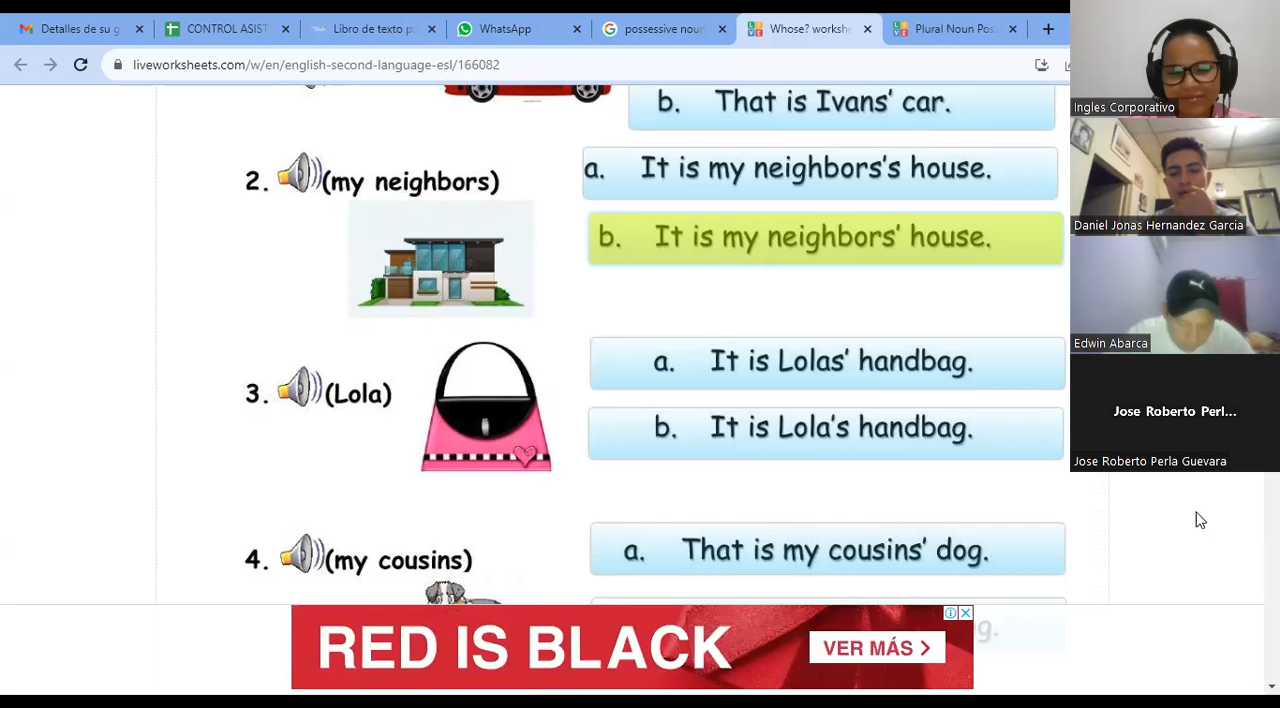 Detalles de su g
CONTROL ASIST
Libro de texto pa
WhatsApp
possessive noun
Whose? workshe
Plural Noun Pos
liveworksheets.com/w/en/english-second-language-esl/166082
b. That is Ivans' car.
2. (my neighbors)
a. It is my neighbors's house.
b. It is my neighbors' house.
3. (Lola)
a. It is Lolas' handbag.
b. It is Lola's handbag.
4. (my cousins)
a. That is my cousins' dog.
g.
RED IS BLACK
VER MÁS
Ingles Corporativo
Daniel Jonas Hernandez Garcia
Edwin Abarca
Jose Roberto Perl...
Jose Roberto Perla Guevara